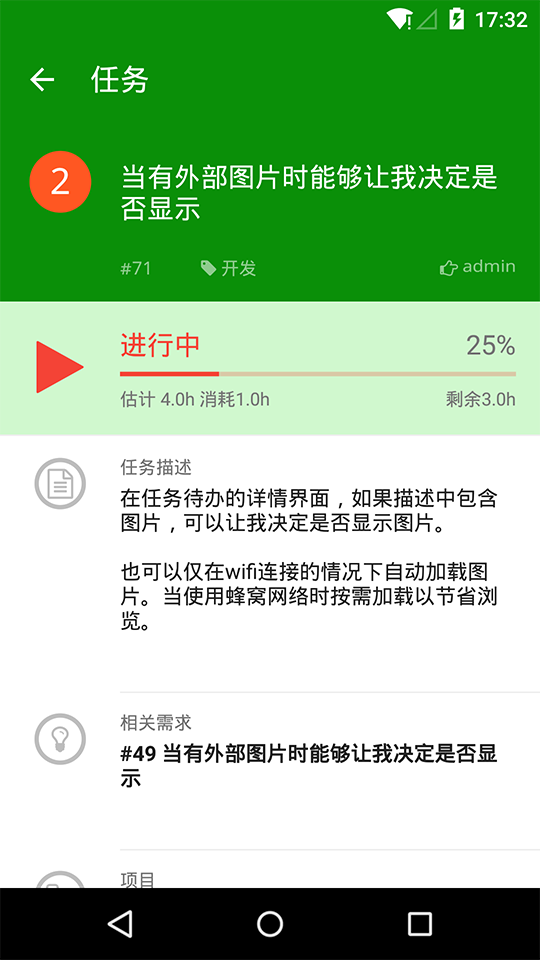 17:32
任务
2
当有外部图片时能够让我决定是
否显示
#71 开发 admin
进行中 25%
估计 4.0h 消耗1.0h 剩余3.0h
任务描述
在任务待办的详情界面，如果描述中包含
图片，可以让我决定是否显示图片。
也可以仅在wifi连接的情况下自动加载图
片。当使用蜂窝网络时按需加载以节省浏
览。
相关需求
#49 当有外部图片时能够让我决定是否显
示
项目